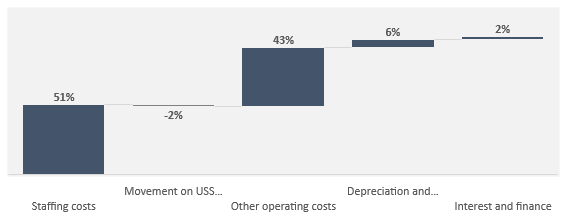 51%
-2%
43%
6%
2%
Staffing costs
Movement on USS...
Other operating costs
Depreciation and...
Interest and finance